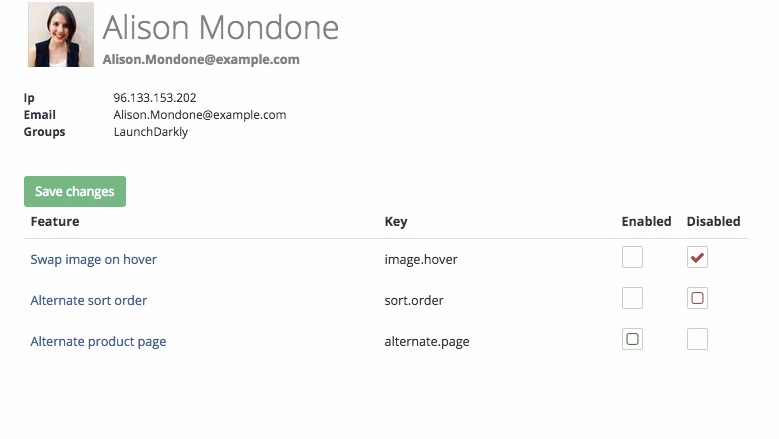 Alison Mondone
Alison.Mondone@example.com
Ip 96.133.153.202
Email Alison.Mondone@example.com
Groups LaunchDarkly
Save changes
Feature Key Enabled Disabled
Swap image on hover image.hover
Alternate sort order sort.order
Alternate product page alternate.page